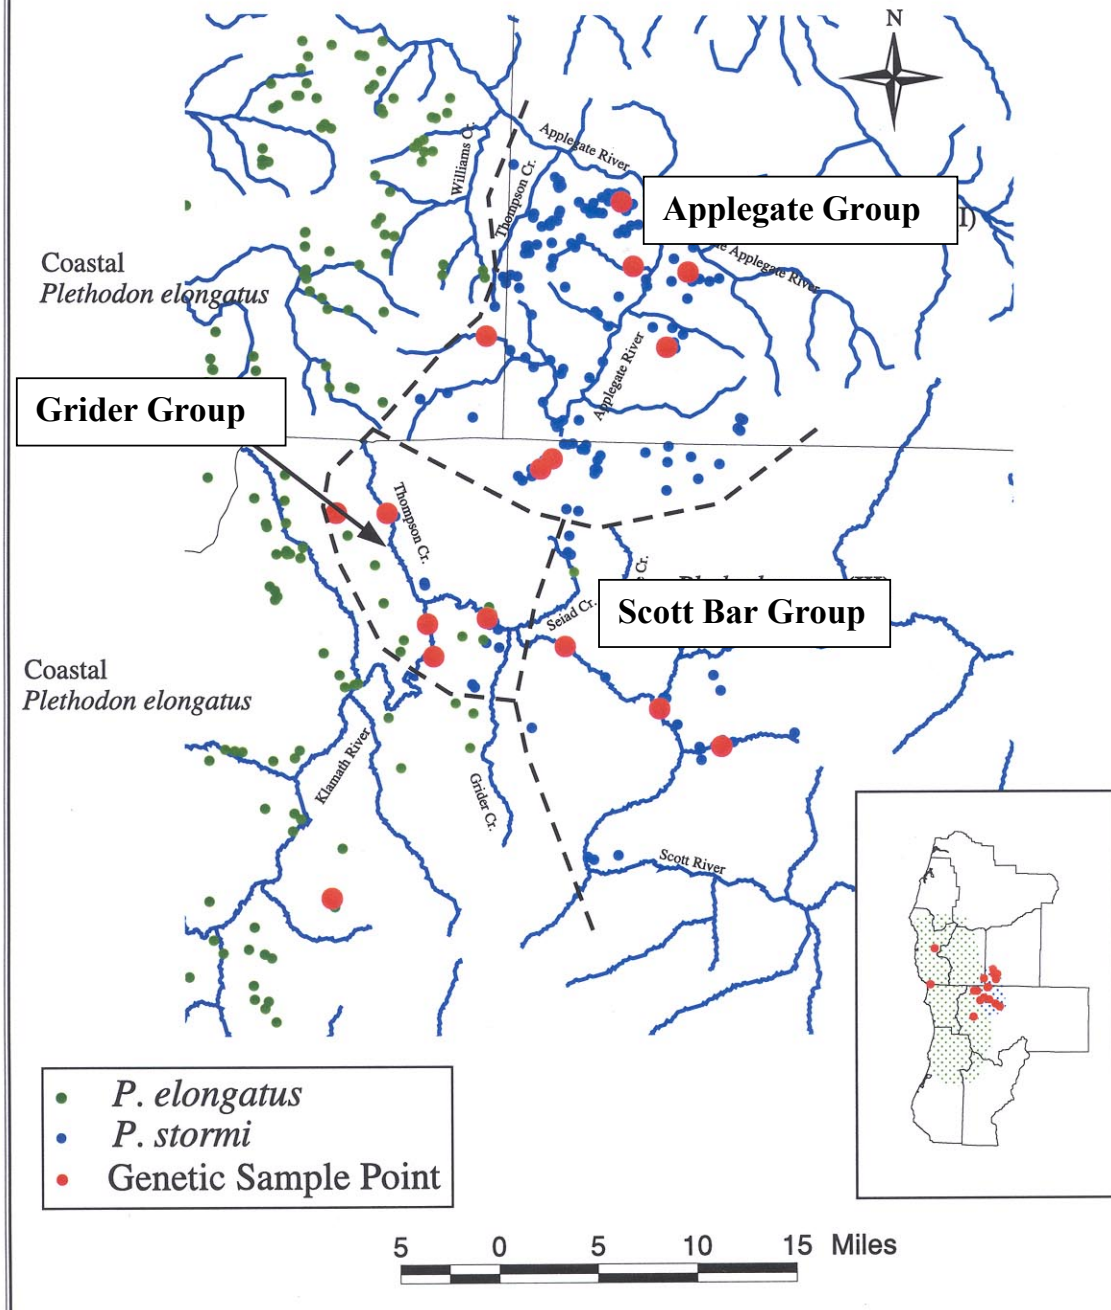 N
Applegate River
Williams Cr.
Thompson Cr.
Applegate Group
I)
Applegate River
Coastal
Plethodon elongatus
Applegate River
Grider Group
Thompson Cr.
Cr.
Seiad Cr.
Scott Bar Group
Coastal
Plethodon elongatus
Klamath River
Grider Cr.
Scott River
P. elongatus
P. stormi
Genetic Sample Point
5 0 5 10 15 Miles